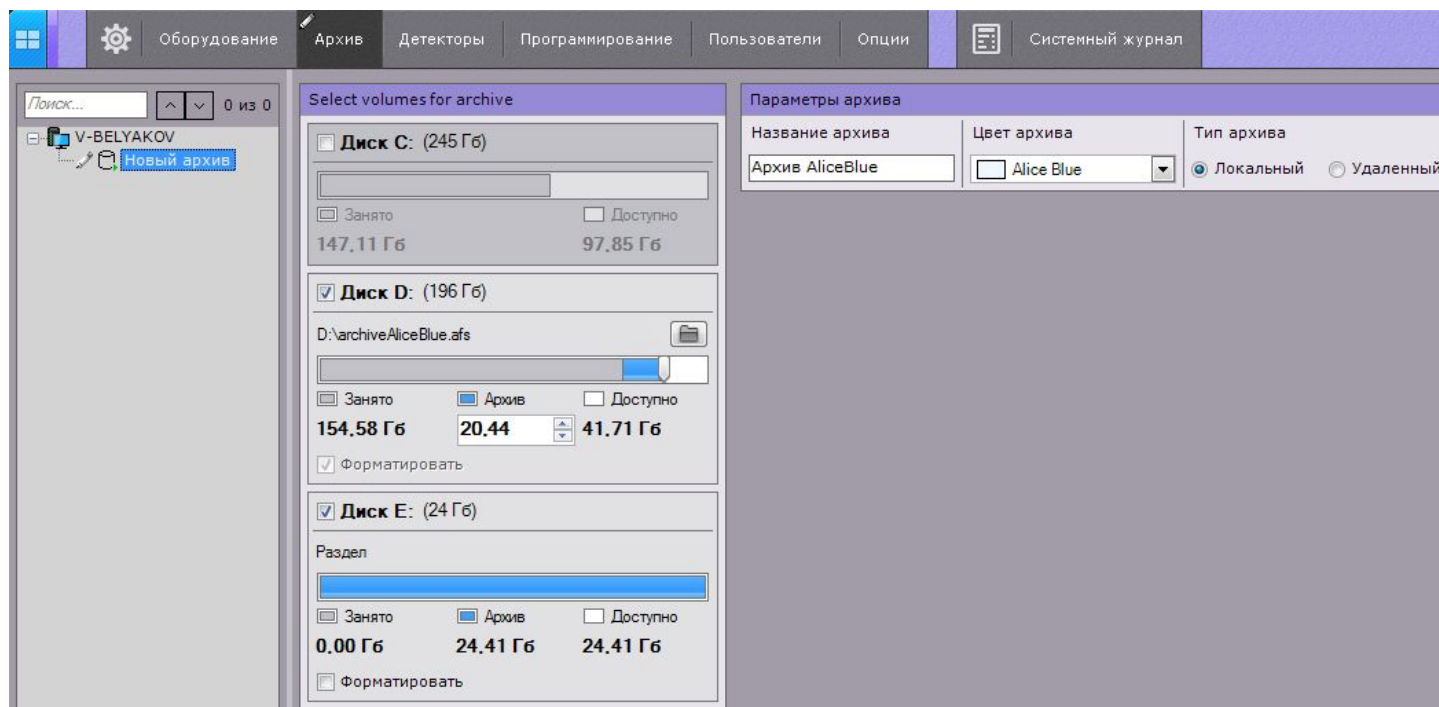 Оборудование Архив Детекторы Программирование Пользователи Опции Системный журнал
Поиск... 0 из 0
V-BELYAKOV
Новый архив
Select volumes for archive
Диск C: (245 Гб)
Занято Доступно
147,11 Гб 97,85 Гб
Диск D: (196 Гб)
D:\archiveAliceBlue.afs
Занято Архив Доступно
154,58 Гб 20,44 41,71 Гб
Форматировать
Диск E: (24 Гб)
Раздел
Занято Архив Доступно
0,00 Гб 24,41 Гб 24,41 Гб
Форматировать
Параметры архива
Название архива Цвет архива Тип архива
Архив AliceBlue Alice Blue Локальный Удаленный